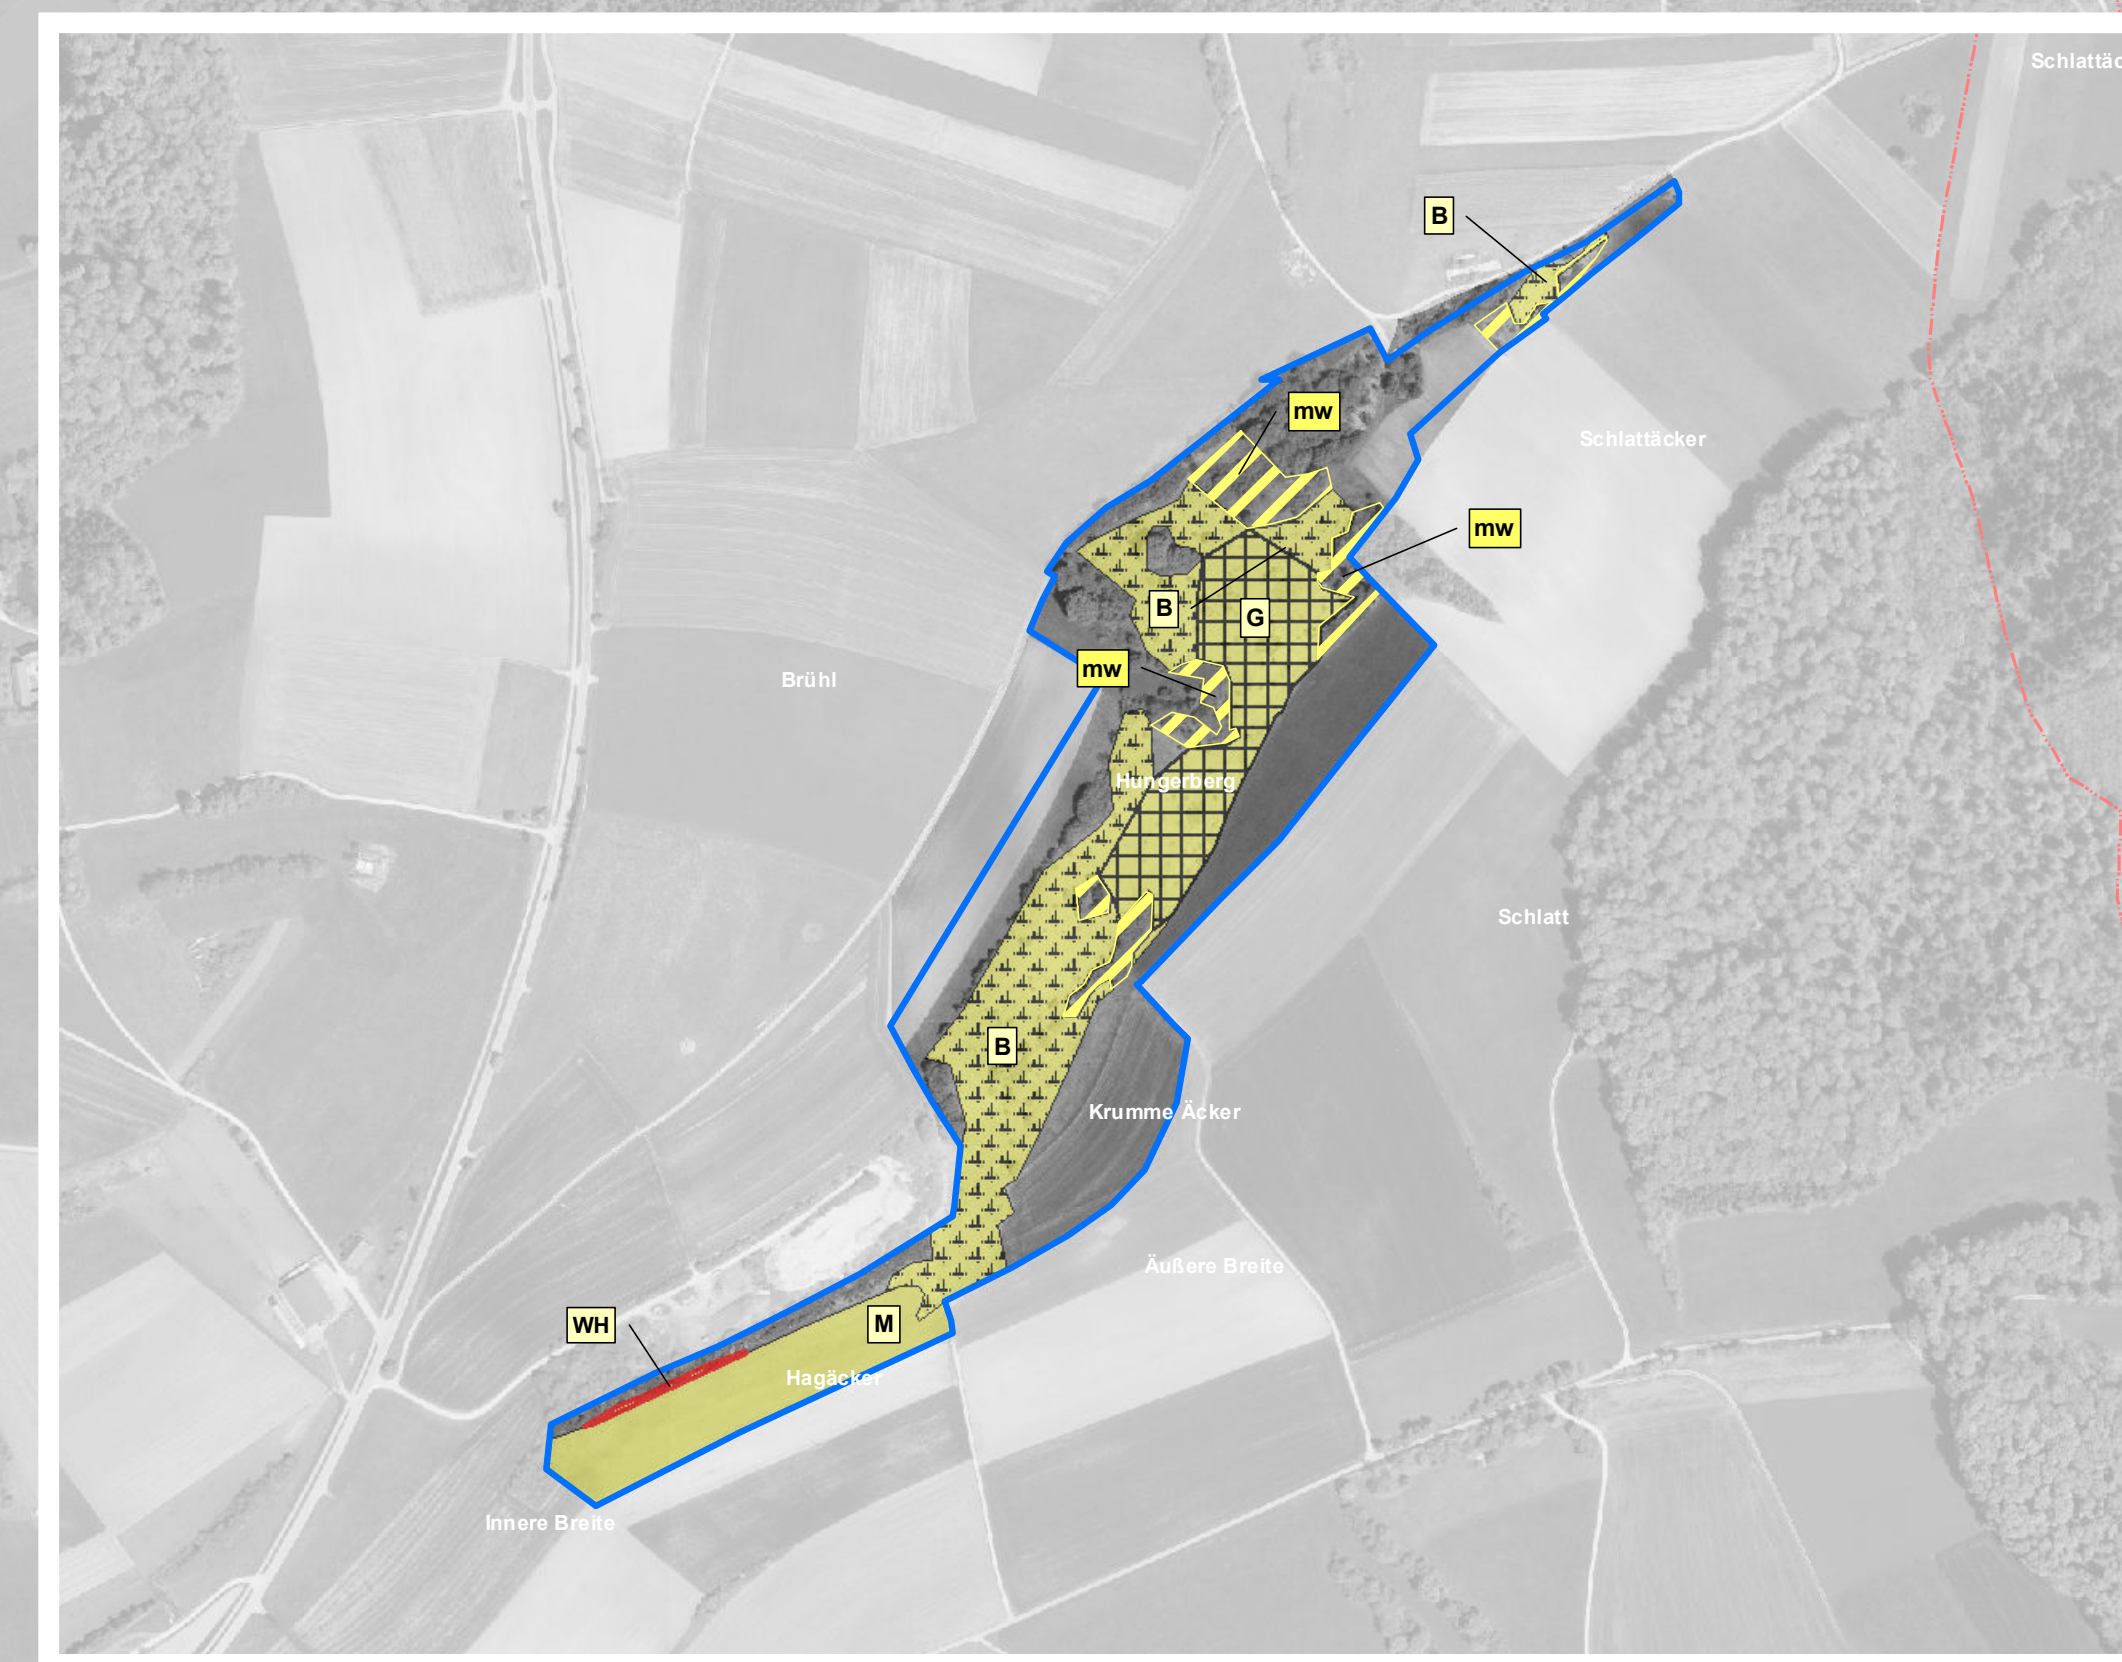 Schlattäc
B
mw
Schlattäcker
mw
B
G
mw
Brühl
Hungerberg
Schlatt
B
Krumme Äcker
Äußere Breite
WH
M
Hagäcker
Innere Breite